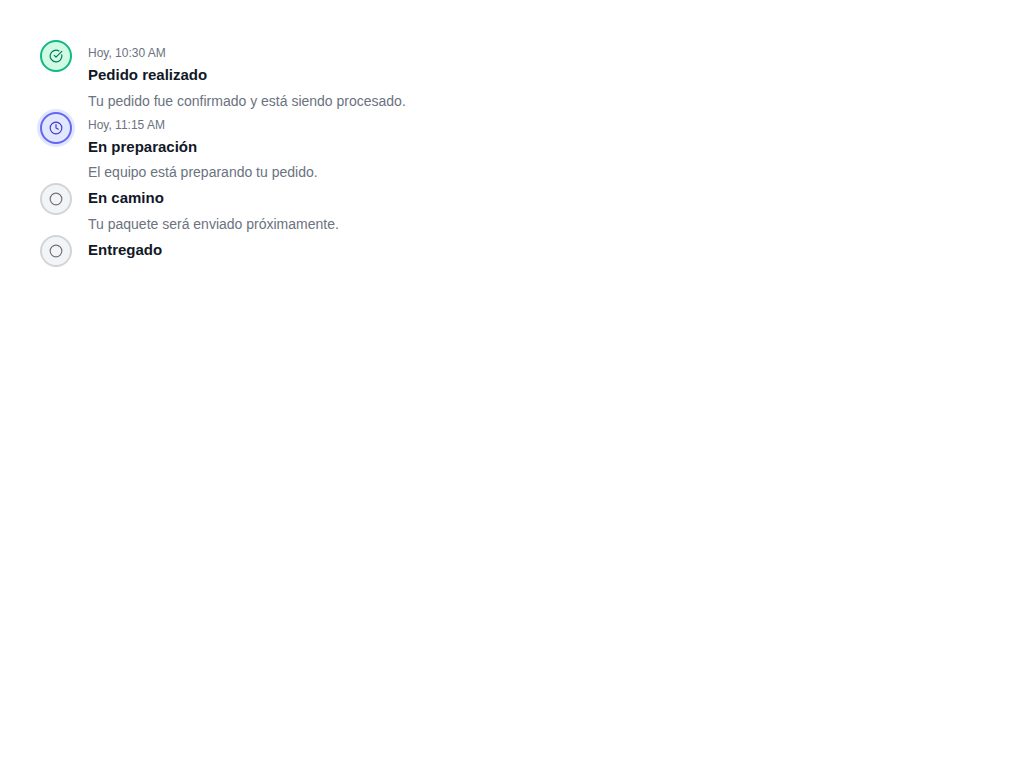 Hoy, 10:30 AM
Pedido realizado
Tu pedido fue confirmado y está siendo procesado.
Hoy, 11:15 AM
En preparación
El equipo está preparando tu pedido.
En camino
Tu paquete será enviado próximamente.
Entregado